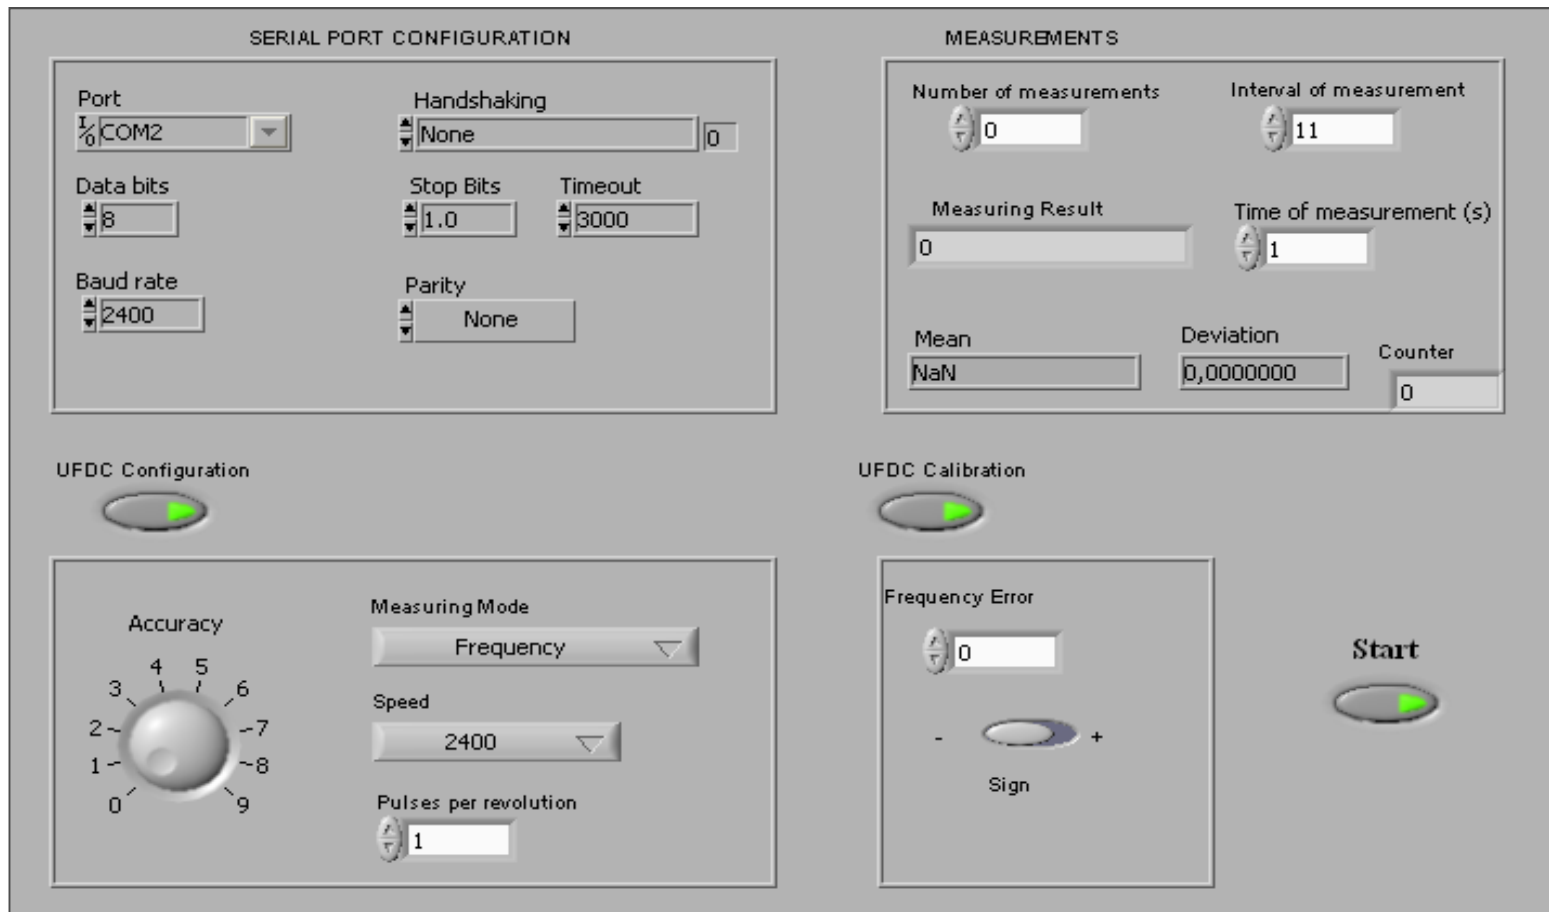 SERIAL PORT CONFIGURATION
Port
I/O COM2
Handshaking
None
0
Data bits
8
Stop Bits
1.0
Timeout
3000
Baud rate
2400
Parity
None
MEASUREMENTS
Number of measurements
0
Interval of measurement
11
Measuring Result
0
Time of measurement (s)
1
Mean
NaN
Deviation
0,0000000
Counter
0
UFDC Configuration
Accuracy
0 1 2 3 4 5 6 7 8 9
Measuring Mode
Frequency
Speed
2400
Pulses per revolution
1
UFDC Calibration
Frequency Error
0
- +
Sign
Start